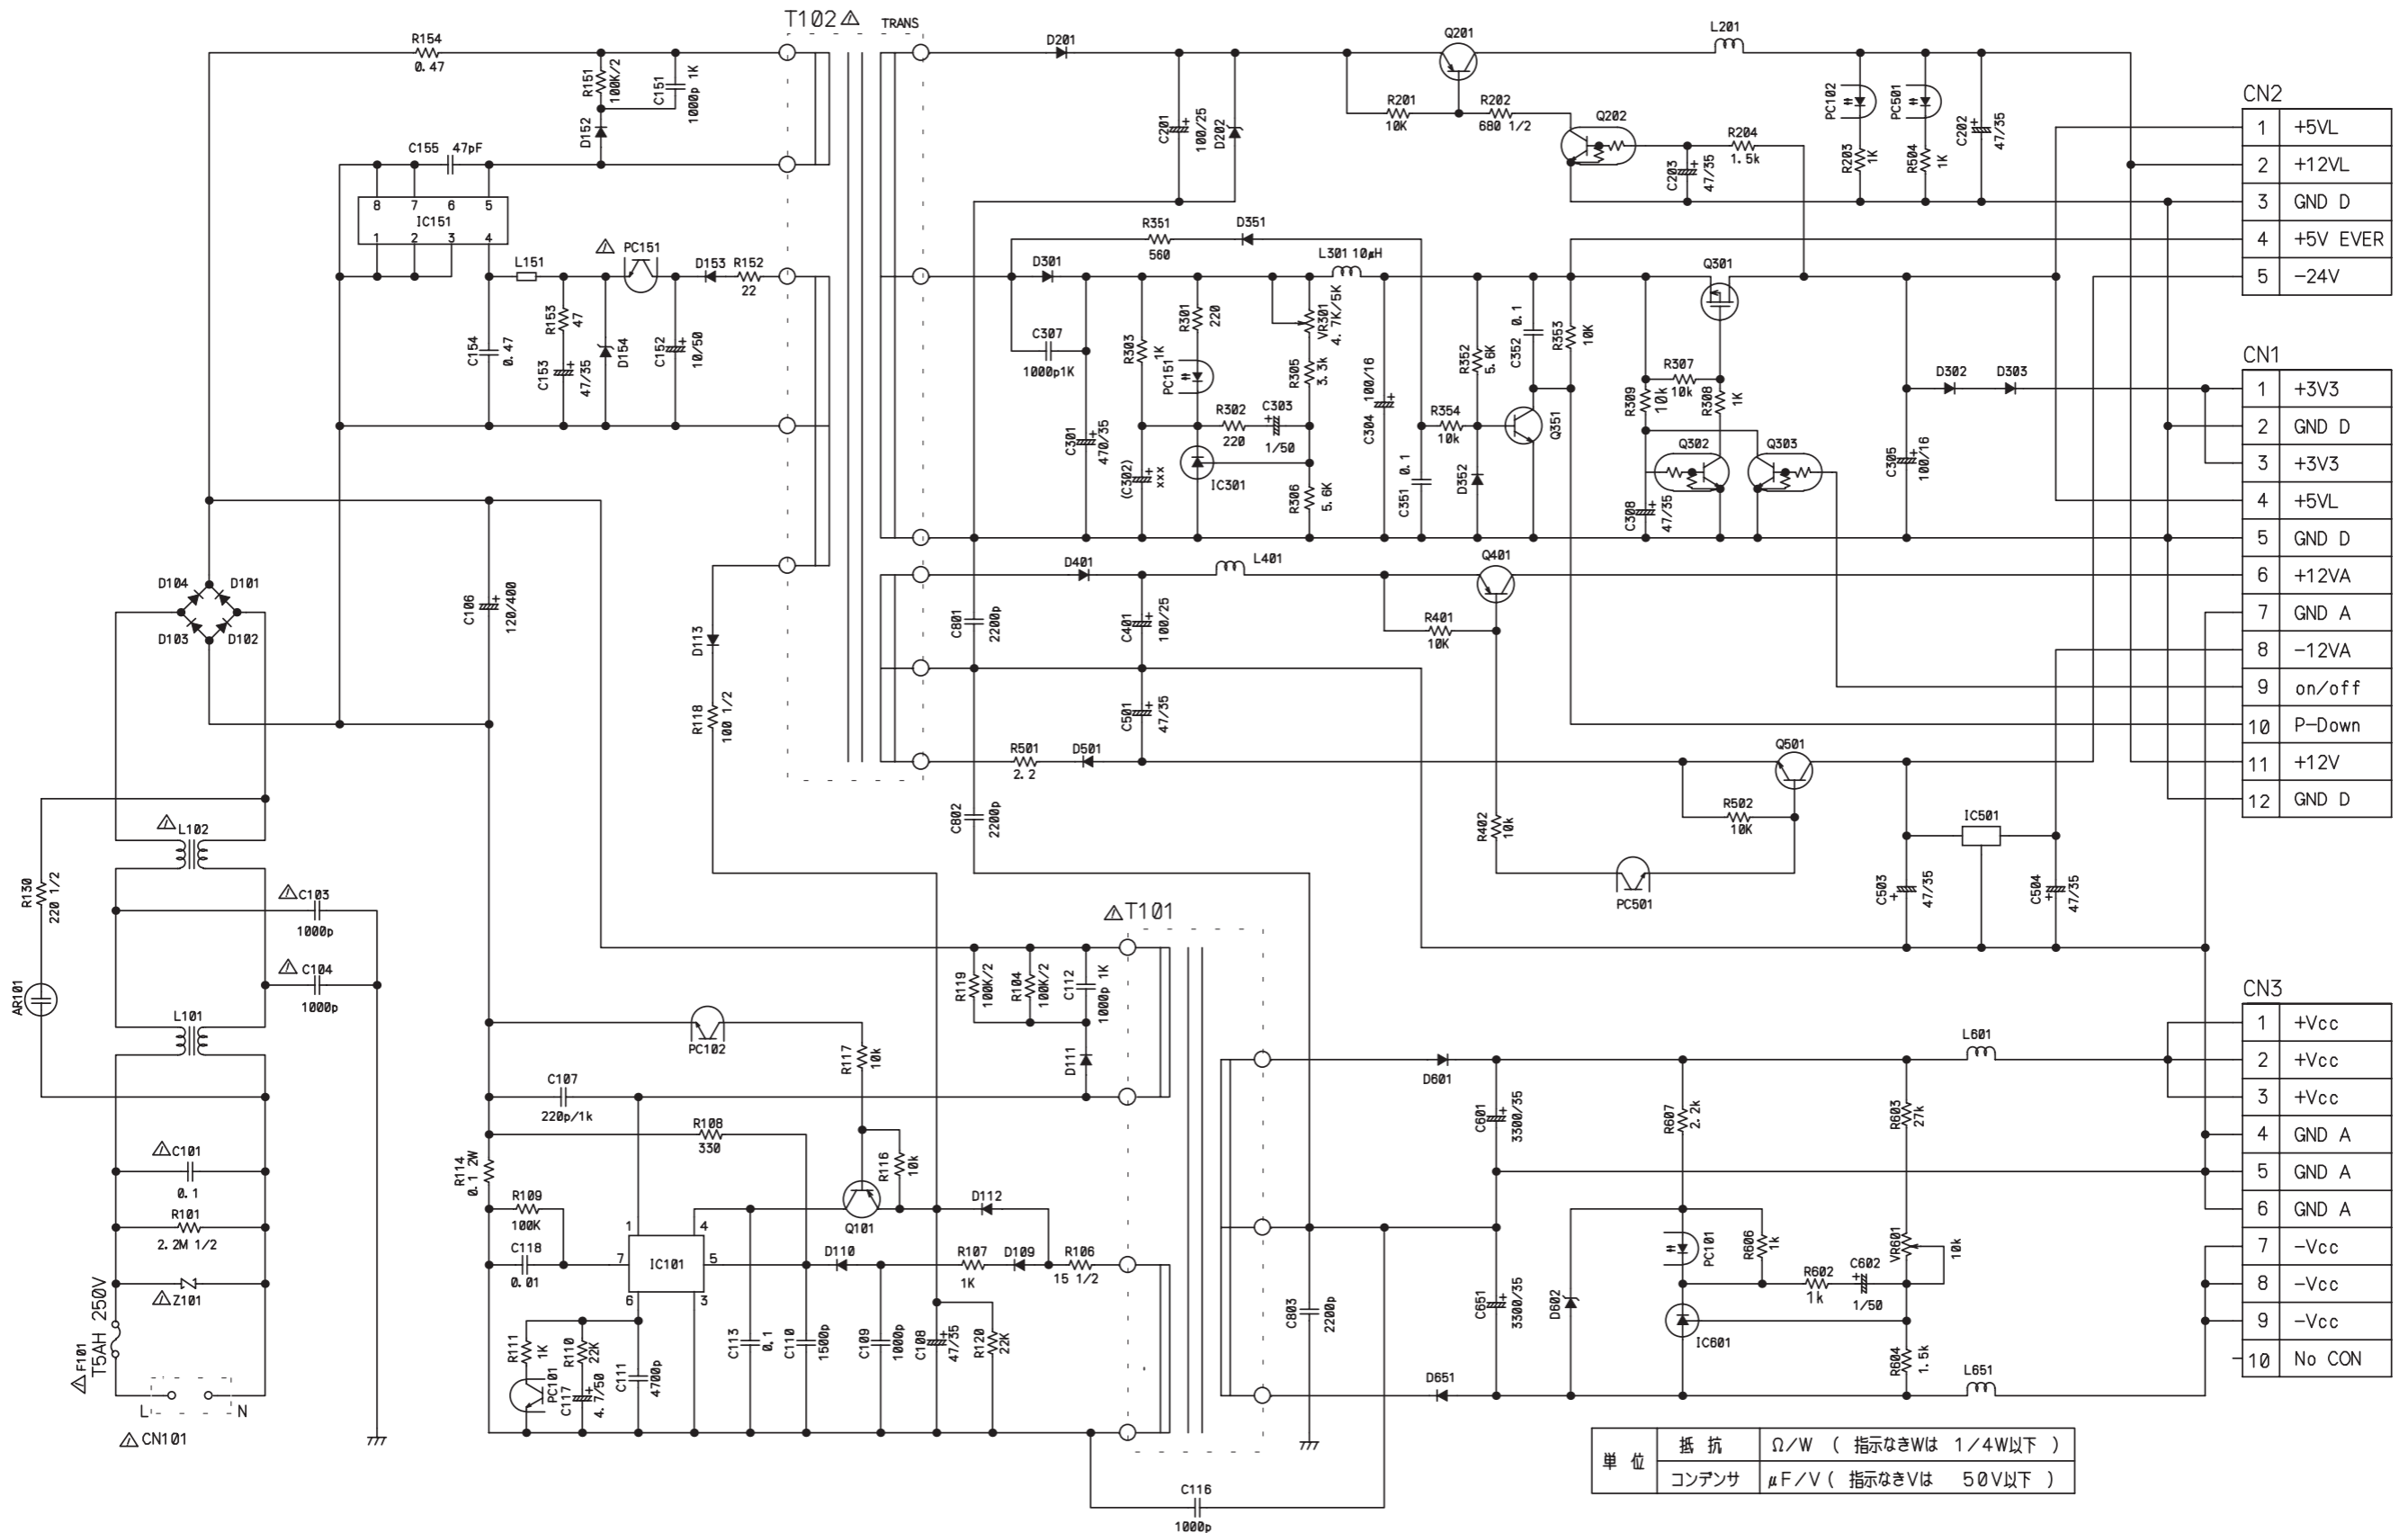 T102 TRANS
R154
0.47
R151
100K/2
C151
1000p 1K
D152
C155 47pF
8 7 6 5
IC151
1 2 3 4
L151
PC151
D153 R152
22
C154
0.47
R153
47
C153
47/35
D154
C152
10/50
D104 D101
D103 D102
C106
120/400
D113
R118
100 1/2
L102
R130
220 1/2
AR101
C103
1000p
C104
1000p
L101
C101
0.1
R101
2.2M 1/2
Z101
F101
T5AH 250V
L N
CN101
D201
C201
100/25
D202
Q201
R201
10K
R202
680 1/2
Q202
C203
47/35
R204
1.5k
L201
PC102
R203
1K
PC501
R504
1K
C202
47/35
R351
560
D351
D301
C307
1000p1K
C301
470/35
R303
1K
(C302)
xxx
R301
220
PC151
R302
220
C303
1/50
IC301
VR301
4.7K/5K
R305
3.3k
R306
5.6K
L301 10μH
C304 100/16
C351 0.1
R354
10k
R352
5.6K
D352
C352 0.1
Q351
R353
10K
Q301
R307
10k
R309
10k
R308
1K
Q302 Q303
C308
47/35
C305
100/16
D302 D303
D401
L401
Q401
C801
2200p
C401
100/25
R401
10K
C501
47/35
R501
2.2
D501
C802
2200p
R402
10k
PC501
R502
10K
Q501
IC501
C503
47/35
C504
47/35
T101
R119
100K/2
R104
100K/2
C112
1000p 1K
D111
PC102
R117
10k
C107
220p/1k
R108
330
R116
10k
R114
0.1 2W
R109
100K
C118
0.01
1 4
7 IC101 5
6 3
Q101
D112
D110
R107
1K
D109
R106
15 1/2
R111
1K
PC101
R110
22K
C117
4.7/50
C111
4700p
C113
0.1
C110
1500p
C109
1000p
C108
47/35
R120
22K
C116
1000p
C803
2200p
D601
C601
3300/35
C651
3300/35
D651
R607
2.2k
R603
27k
L601
D602
PC101
R606
1k
R602
1k
C602
1/50
VR601
10k
IC601
R604
1.5k
L651
CN2
1 +5VL
2 +12VL
3 GND D
4 +5V EVER
5 -24V
CN1
1 +3V3
2 GND D
3 +3V3
4 +5VL
5 GND D
6 +12VA
7 GND A
8 -12VA
9 on/off
10 P-Down
11 +12V
12 GND D
CN3
1 +Vcc
2 +Vcc
3 +Vcc
4 GND A
5 GND A
6 GND A
7 -Vcc
8 -Vcc
9 -Vcc
10 No CON
単 位
抵 抗 Ω/W ( 指示なきWは 1/4W以下 )
コンデンサ μF/V ( 指示なきVは 50V以下 )